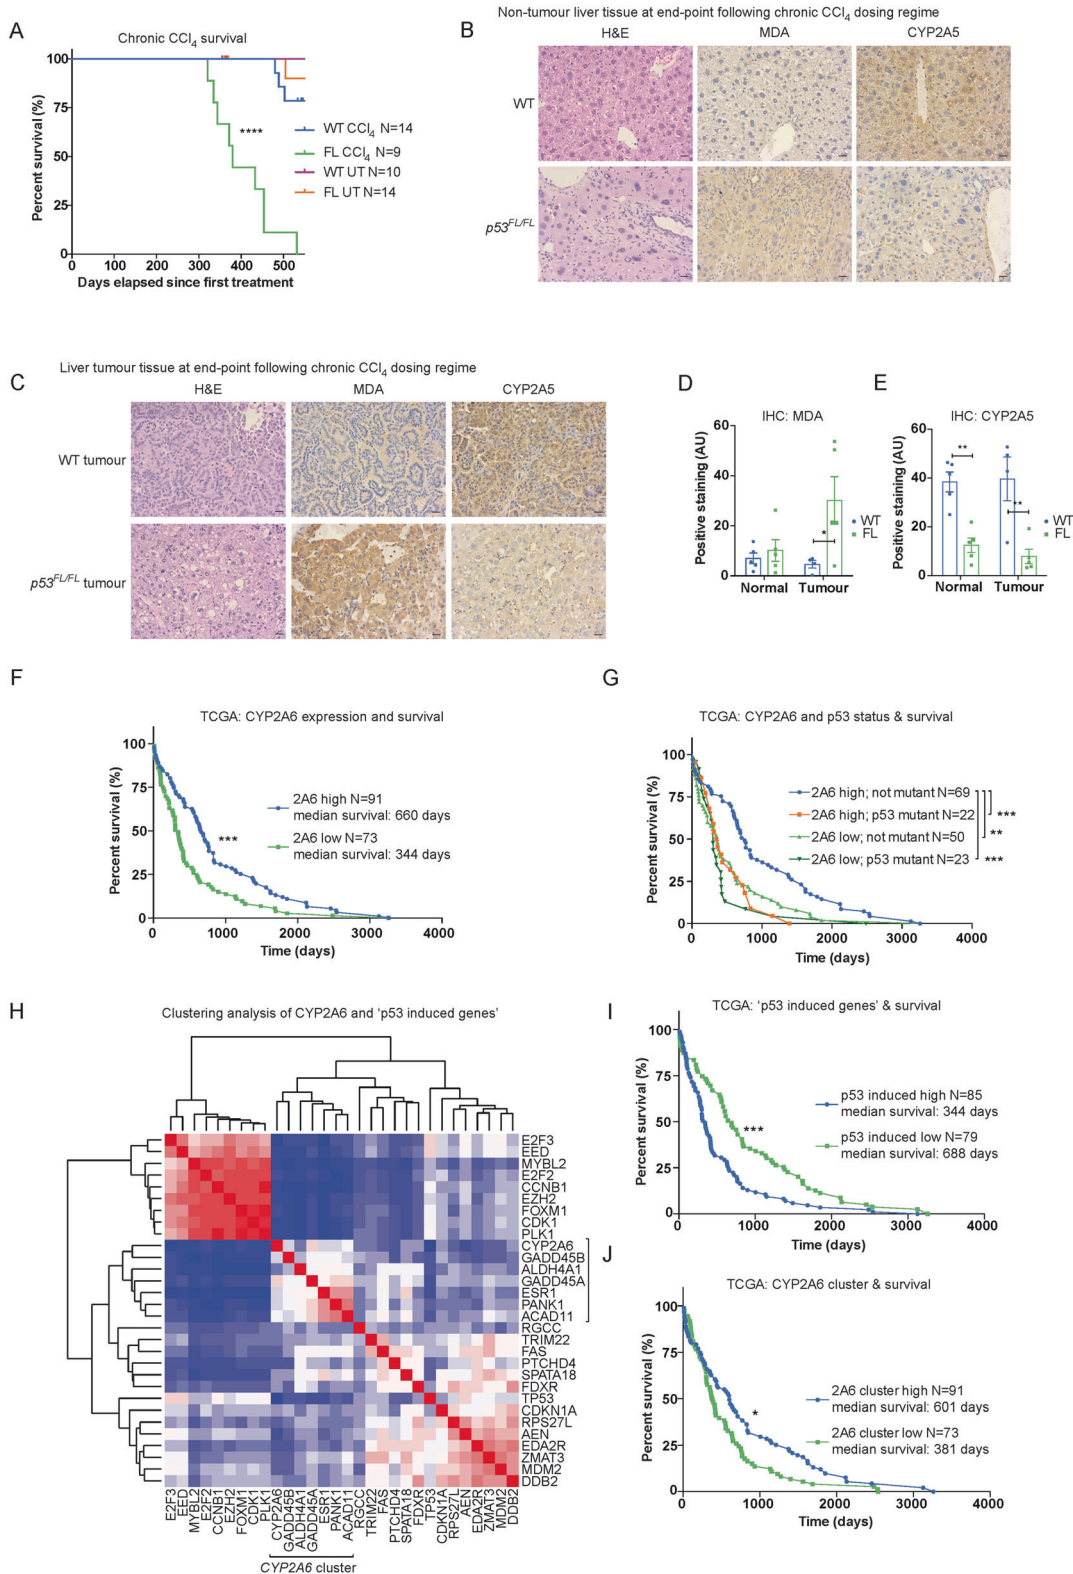 A
Chronic CCl4 survival
Percent survival (%)
100
75
50
25
0
****
0 100 200 300 400 500
Days elapsed since first treatment
WT CCl4 N=14
FL CCl4 N=9
WT UT N=10
FL UT N=14
B
Non-tumour liver tissue at end-point following chronic CCl4 dosing regime
H&E MDA CYP2A5
WT
p53FL/FL
C
Liver tumour tissue at end-point following chronic CCl4 dosing regime
H&E MDA CYP2A5
WT tumour
p53FL/FL tumour
D
IHC: MDA
Positive staining (AU)
60
40
20
0
*
Normal Tumour
WT
FL
E
IHC: CYP2A5
Positive staining (AU)
60
40
20
0
**
**
Normal Tumour
WT
FL
F
TCGA: CYP2A6 expression and survival
Percent survival (%)
100
75
50
25
0
***
2A6 high N=91
median survival: 660 days
2A6 low N=73
median survival: 344 days
0 1000 2000 3000 4000
Time (days)
G
TCGA: CYP2A6 and p53 status & survival
Percent survival (%)
100
75
50
25
0
2A6 high; not mutant N=69
2A6 high; p53 mutant N=22
2A6 low; not mutant N=50
2A6 low; p53 mutant N=23
***
**
***
0 1000 2000 3000 4000
Time (days)
H
Clustering analysis of CYP2A6 and ‘p53 induced genes’
E2F3
EED
MYBL2
E2F2
CCNB1
EZH2
FOXM1
CDK1
PLK1
CYP2A6
GADD45B
ALDH4A1
GADD45A
ESR1
PANK1
ACAD11
RGCC
TRIM22
FAS
PTCHD4
SPATA18
FDXR
TP53
CDKN1A
RPS27L
AEN
EDA2R
ZMAT3
MDM2
DDB2
E2F3 EED MYBL2 E2F2 CCNB1 EZH2 FOXM1 CDK1 PLK1 CYP2A6 GADD45B ALDH4A1 GADD45A ESR1 PANK1 ACAD11 RGCC TRIM22 FAS PTCHD4 SPATA18 FDXR TP53 CDKN1A RPS27L AEN EDA2R ZMAT3 MDM2 DDB2
CYP2A6 cluster
I
TCGA: ‘p53 induced genes’ & survival
Percent survival (%)
100
75
50
25
0
***
p53 induced high N=85
median survival: 344 days
p53 induced low N=79
median survival: 688 days
0 1000 2000 3000 4000
Time (days)
J
TCGA: CYP2A6 cluster & survival
Percent survival (%)
100
75
50
25
0
*
2A6 cluster high N=91
median survival: 601 days
2A6 cluster low N=73
median survival: 381 days
0 1000 2000 3000 4000
Time (days)